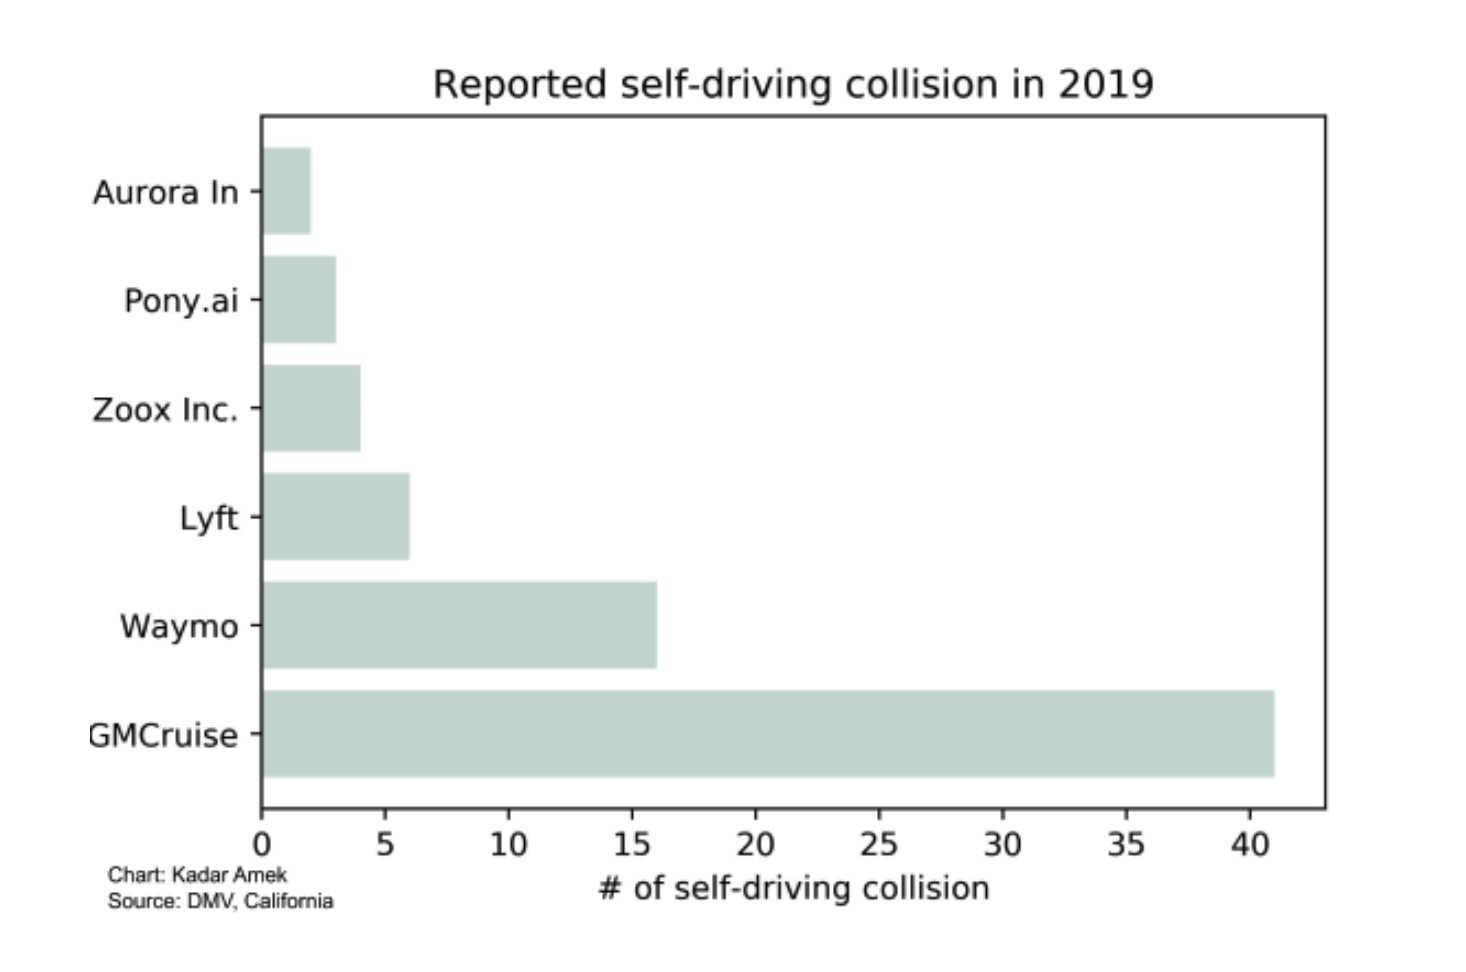 Reported self-driving collision in 2019
Aurora In
Pony.ai
Zoox Inc.
Lyft
Waymo
GMCruise
0 5 10 15 20 25 30 35 40
# of self-driving collision
Chart: Kadar Amek
Source: DMV, California